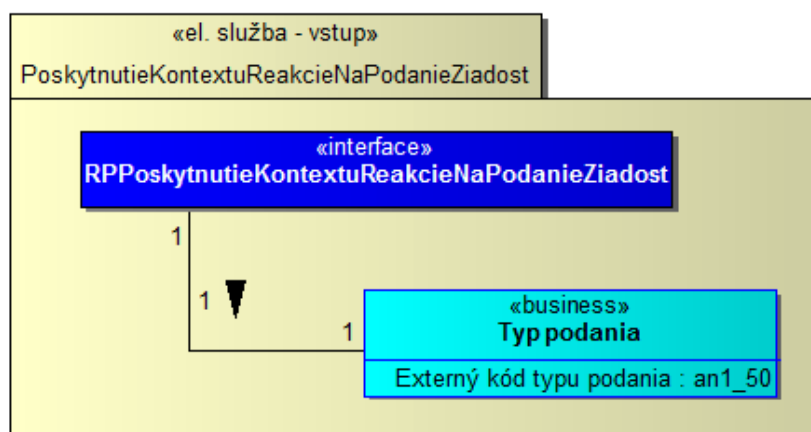 «el. služba - vstup»
PoskytnutieKontextuReakcieNaPodanieZiadost
«interface»
RPPoskytnutieKontextuReakcieNaPodanieZiadost
1
1
1
«business»
Typ podania
Externý kód typu podania : an1_50